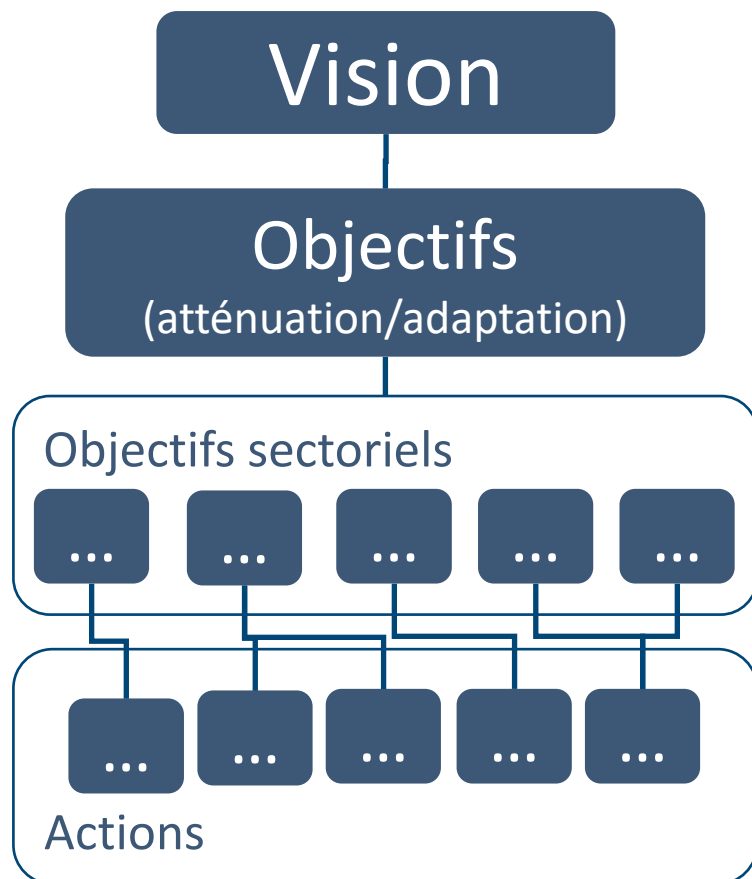 Vision
Objectifs
(atténuation/adaptation)
Objectifs sectoriels
... ... ... ... ...
... ... ... ... ...
Actions